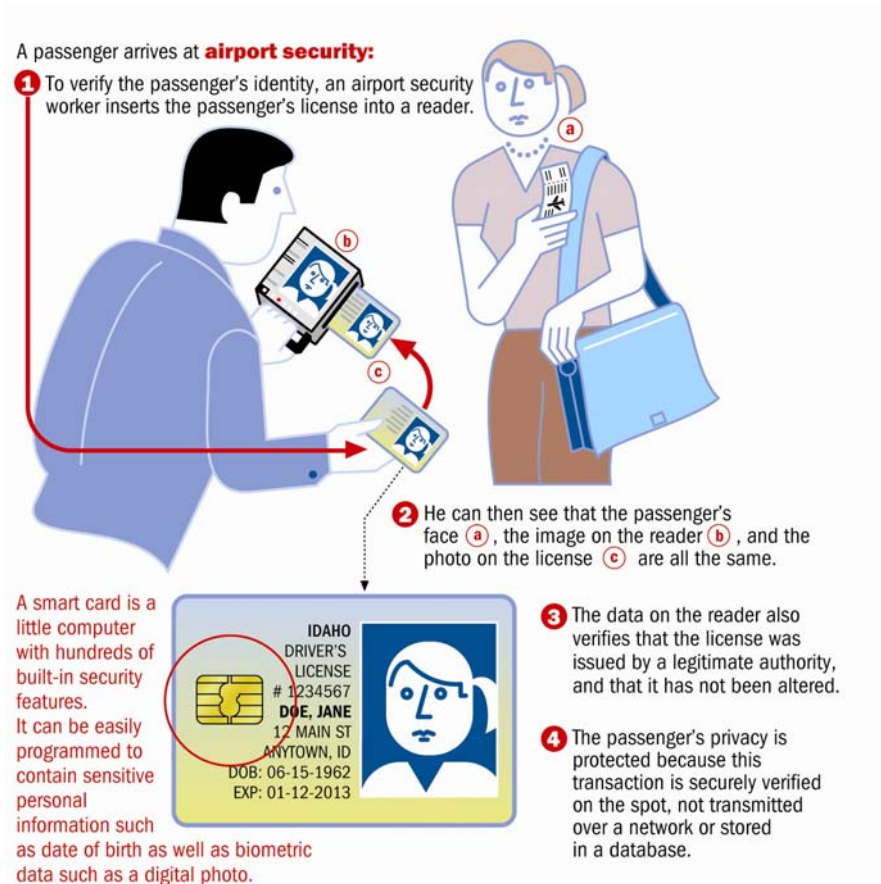 A passenger arrives at airport security:
1 To verify the passenger's identity, an airport security
worker inserts the passenger's license into a reader.
a
b
c
2 He can then see that the passenger's
face a , the image on the reader b , and the
photo on the license c are all the same.
A smart card is a
little computer
with hundreds of
built-in security
features.
It can be easily
programmed to
contain sensitive
personal
information such
as date of birth as well as biometric
data such as a digital photo.
IDAHO
DRIVER'S
LICENSE
# 1234567
DOE, JANE
12 MAIN ST
ANYTOWN, ID
DOB: 06-15-1962
EXP: 01-12-2013
3 The data on the reader also
verifies that the license was
issued by a legitimate authority,
and that it has not been altered.
4 The passenger's privacy is
protected because this
transaction is securely verified
on the spot, not transmitted
over a network or stored
in a database.